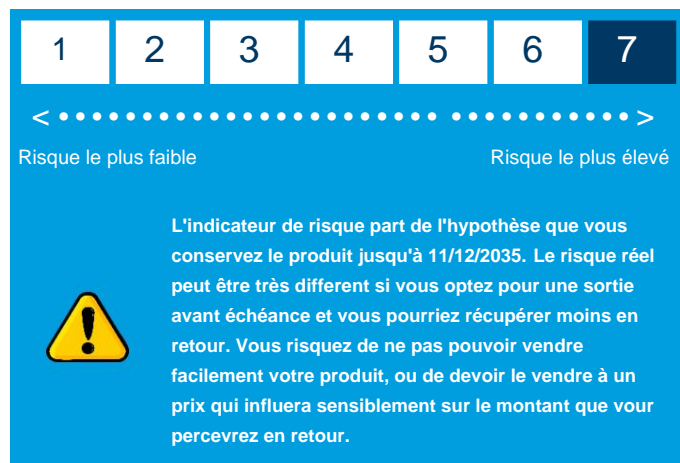 1 2 3 4 5 6 7
< >
Risque le plus faible Risque le plus élevé
L'indicateur de risque part de l'hypothèse que vous
conservez le produit jusqu'à 11/12/2035. Le risque réel
peut être très différent si vous optez pour une sortie
avant échéance et vous pourriez récupérer moins en
retour. Vous risquez de ne pas pouvoir vendre
facilement votre produit, ou de devoir le vendre à un
prix qui influera sensiblement sur le montant que vour
percevrez en retour.